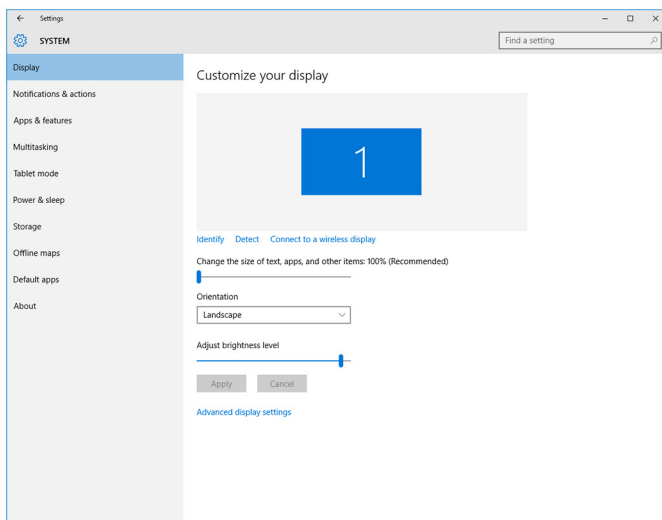 Settings
SYSTEM
Find a setting
Display
Notifications & actions
Apps & features
Multitasking
Tablet mode
Power & sleep
Storage
Offline maps
Default apps
About
Customize your display
1
Identify Detect Connect to a wireless display
Change the size of text, apps, and other items: 100% (Recommended)
Orientation
Landscape
Adjust brightness level
Apply Cancel
Advanced display settings